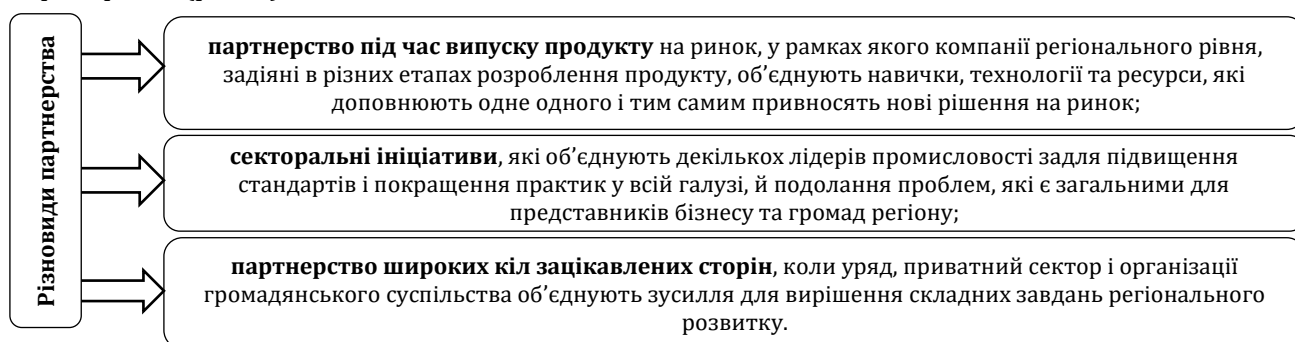 Різновиди партнерства
партнерство під час випуску продукту на ринок, у рамках якого компанії регіонального рівня,
задіяні в різних етапах розроблення продукту, об’єднують навички, технології та ресурси, які
доповнюють одне одного і тим самим привносять нові рішення на ринок;
секторальні ініціативи, які об’єднують декількох лідерів промисловості задля підвищення
стандартів і покращення практик у всій галузі, й подолання проблем, які є загальними для
представників бізнесу та громад регіону;
партнерство широких кіл зацікавлених сторін, коли уряд, приватний сектор і організації
громадянського суспільства об’єднують зусилля для вирішення складних завдань регіонального
розвитку.